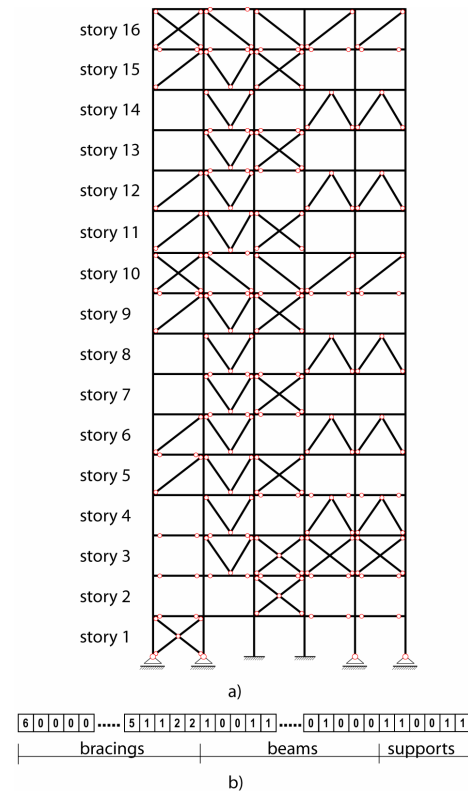 story 16
story 15
story 14
story 13
story 12
story 11
story 10
story 9
story 8
story 7
story 6
story 5
story 4
story 3
story 2
story 1
a)
6 0 0 0 0 ..... 5 1 1 2 2 1 0 0 1 1 ..... 0 1 0 0 0 1 1 0 0 1 1
bracings beams supports
b)